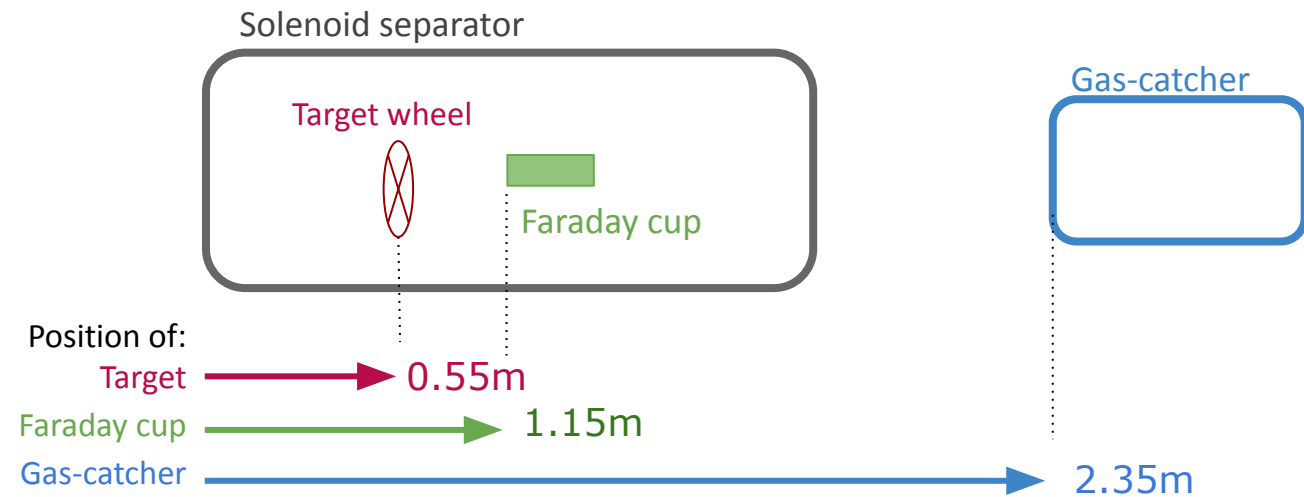 Solenoid separator
Gas-catcher
Target wheel
Faraday cup
Position of:
Target
0.55m
Faraday cup
1.15m
Gas-catcher
2.35m